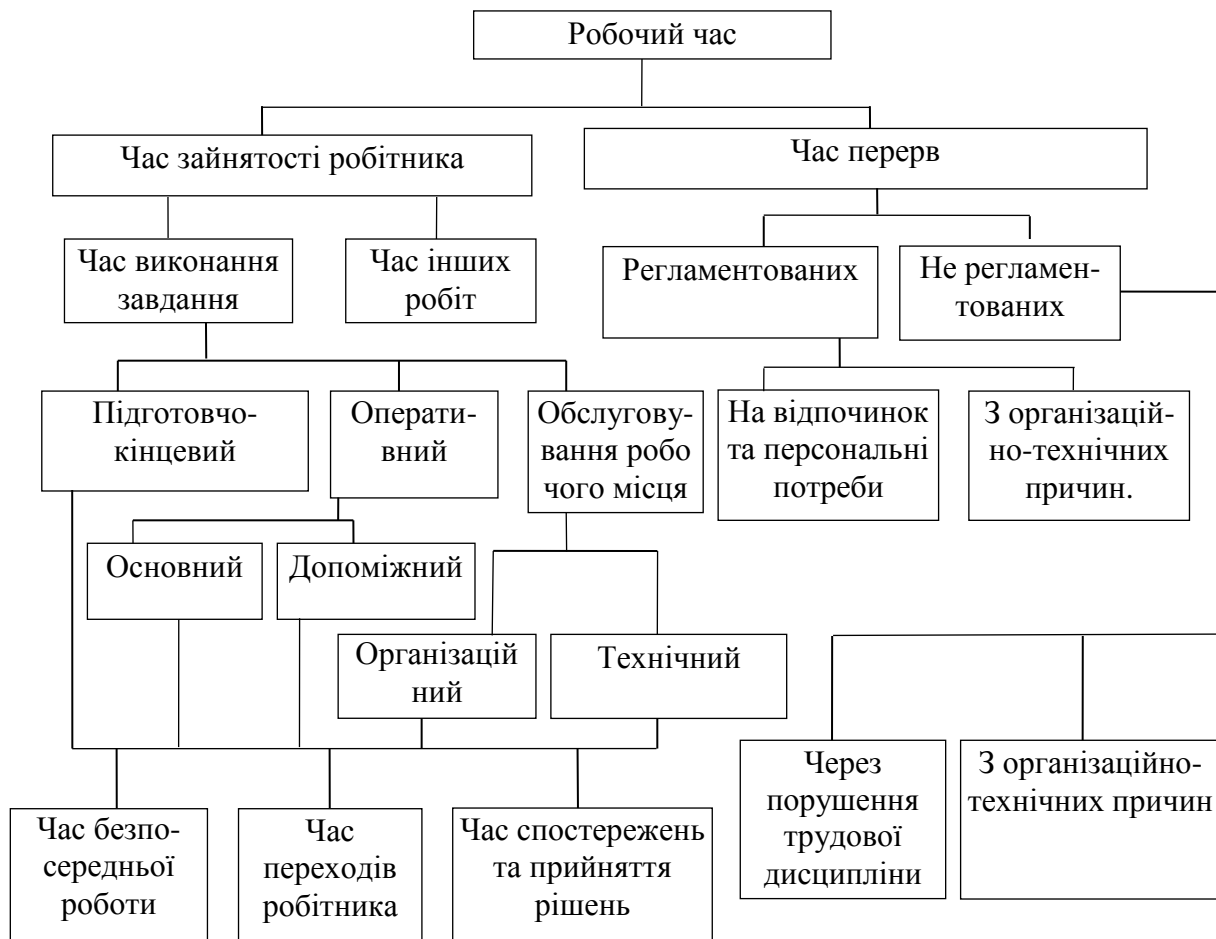 Робочий час
Час зайнятості робітника
Час перерв
Час виконання
завдання
Час інших
робіт
Регламентованих
Не регламен-
тованих
Підготовчо-
кінцевий
Операти-
вний
Обслугову-
вання робо
чого місця
На відпочинок
та персональні
потреби
З організацій-
но-технічних
причин.
Основний
Допоміжний
Організацій
ний
Технічний
Через
порушення
трудової
дисципліни
З організаційно-
технічних причин
Час безпо-
середньої
роботи
Час
переходів
робітника
Час спостережень
та прийняття
рішень